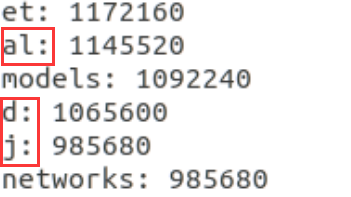 et: 1172160
al: 1145520
models: 1092240
d: 1065600
j: 985680
networks: 985680